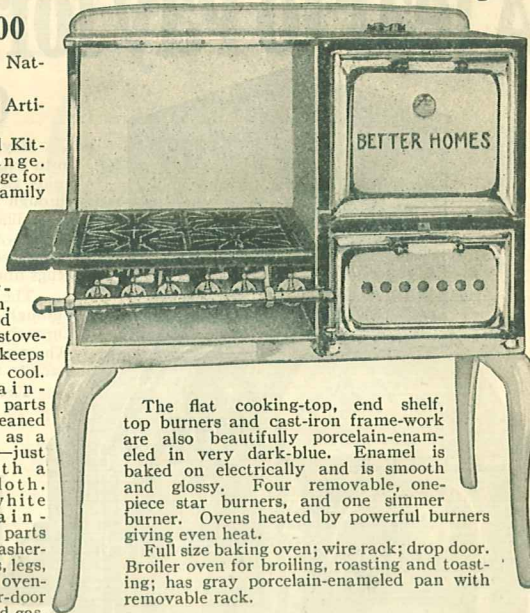 00
Nat-
Arti-
Kit-
nge.
ge for
amily
BETTER HOMES
stove-
keeps
cool.
ain-
parts
eaned
as a
—just
th a
loth.
white
ain-
parts
asher-
, legs,
oven-
r-door
d gas
The flat cooking-top, end shelf,
top burners and cast-iron frame-work
are also beautifully porcelain-enam-
eled in very dark-blue. Enamel is
baked on electrically and is smooth
and glossy. Four removable, one-
piece star burners, and one simmer
burner. Ovens heated by powerful burners
giving even heat.
Full size baking oven; wire rack; drop door.
Broiler oven for broiling, roasting and toast-
ing; has gray porcelain-enameled pan with
removable rack.